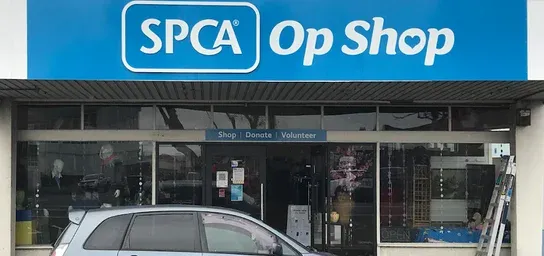 SPCA® Op Shop
Shop | Donate | Volunteer